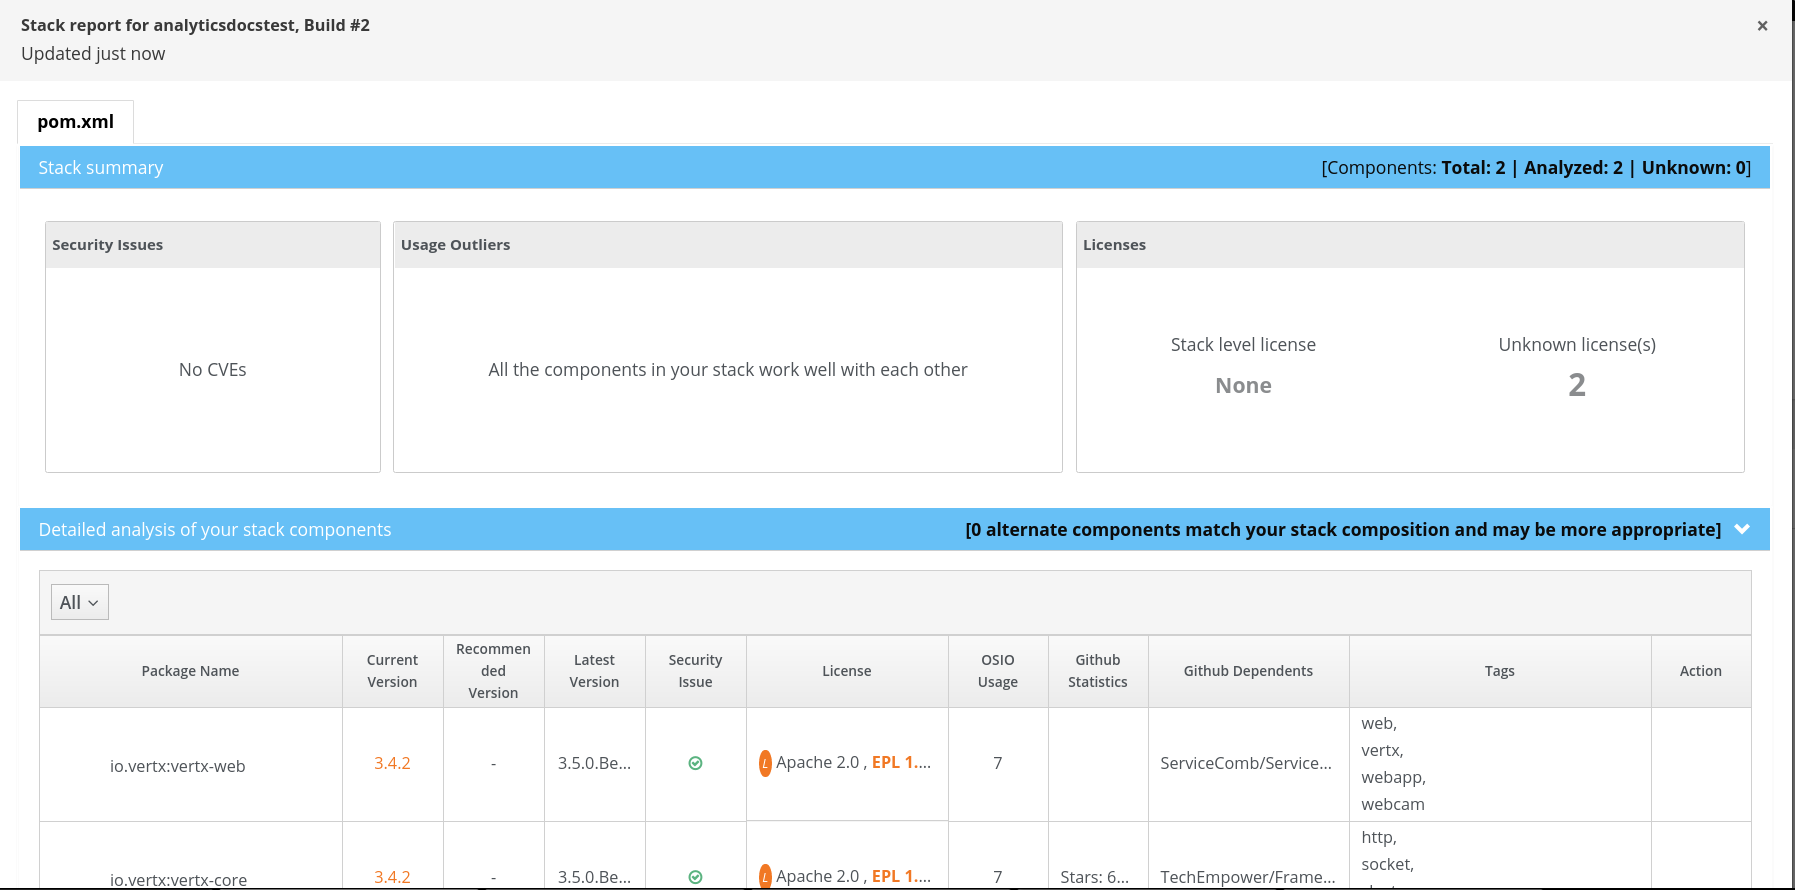 Stack report for analyticsdocstest, Build #2
×
Updated just now
pom.xml
Stack summary
[Components: Total: 2 | Analyzed: 2 | Unknown: 0]
Security Issues
Usage Outliers
Licenses
No CVEs
All the components in your stack work well with each other
Stack level license
None
Unknown license(s)
2
Detailed analysis of your stack components
[0 alternate components match your stack composition and may be more appropriate]
All
Package Name
Current
Version
Recommen
ded
Version
Latest
Version
Security
Issue
License
OSIO
Usage
Github
Statistics
Github Dependents
Tags
Action
io.vertx:vertx-web
3.4.2
-
3.5.0.Be...
L Apache 2.0 , EPL 1....
7
ServiceComb/Service...
web,
vertx,
webapp,
webcam
io.vertx:vertx-core
3.4.2
-
3.5.0.Be...
L Apache 2.0 , EPL 1....
7
Stars: 6...
TechEmpower/Frame...
http,
socket,